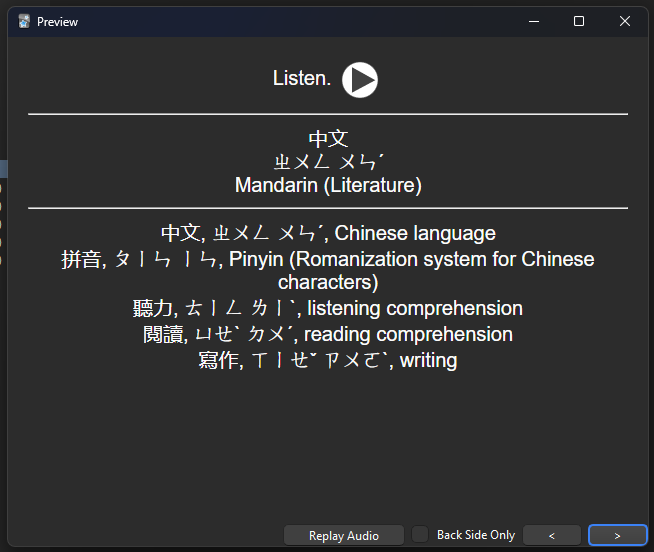 Preview
Listen.
中文
ㄓㄨㄥ ㄨㄣˊ
Mandarin (Literature)
中文, ㄓㄨㄥ ㄨㄣˊ, Chinese language
拼音, ㄆㄧㄣ ㄧㄣ, Pinyin (Romanization system for Chinese
characters)
聽力, ㄊㄧㄥ ㄌㄧˋ, listening comprehension
閱讀, ㄩㄝˋ ㄉㄨˊ, reading comprehension
寫作, ㄒㄧㄝˇ ㄗㄨㄛˋ, writing
Replay Audio Back Side Only < >